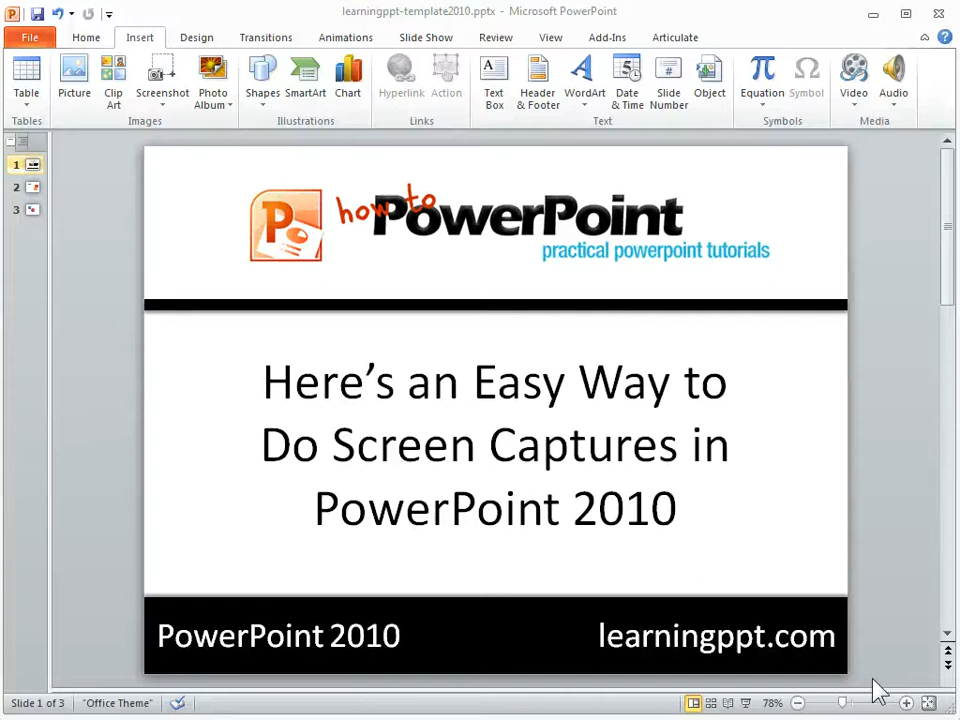 learningppt-template2010.pptx - Microsoft PowerPoint
File Home Insert Design Transitions Animations Slide Show Review View Add-Ins Articulate
Table Picture Clip Art Screenshot Photo Album Shapes SmartArt Chart Hyperlink Action Text Box Header & Footer WordArt Date & Time Slide Number Object Equation Symbol Video Audio
Tables Images Illustrations Links Text Symbols Media
1
2
3
how to PowerPoint
practical powerpoint tutorials
Here's an Easy Way to
Do Screen Captures in
PowerPoint 2010
PowerPoint 2010 learningppt.com
Slide 1 of 3 "Office Theme" 78%